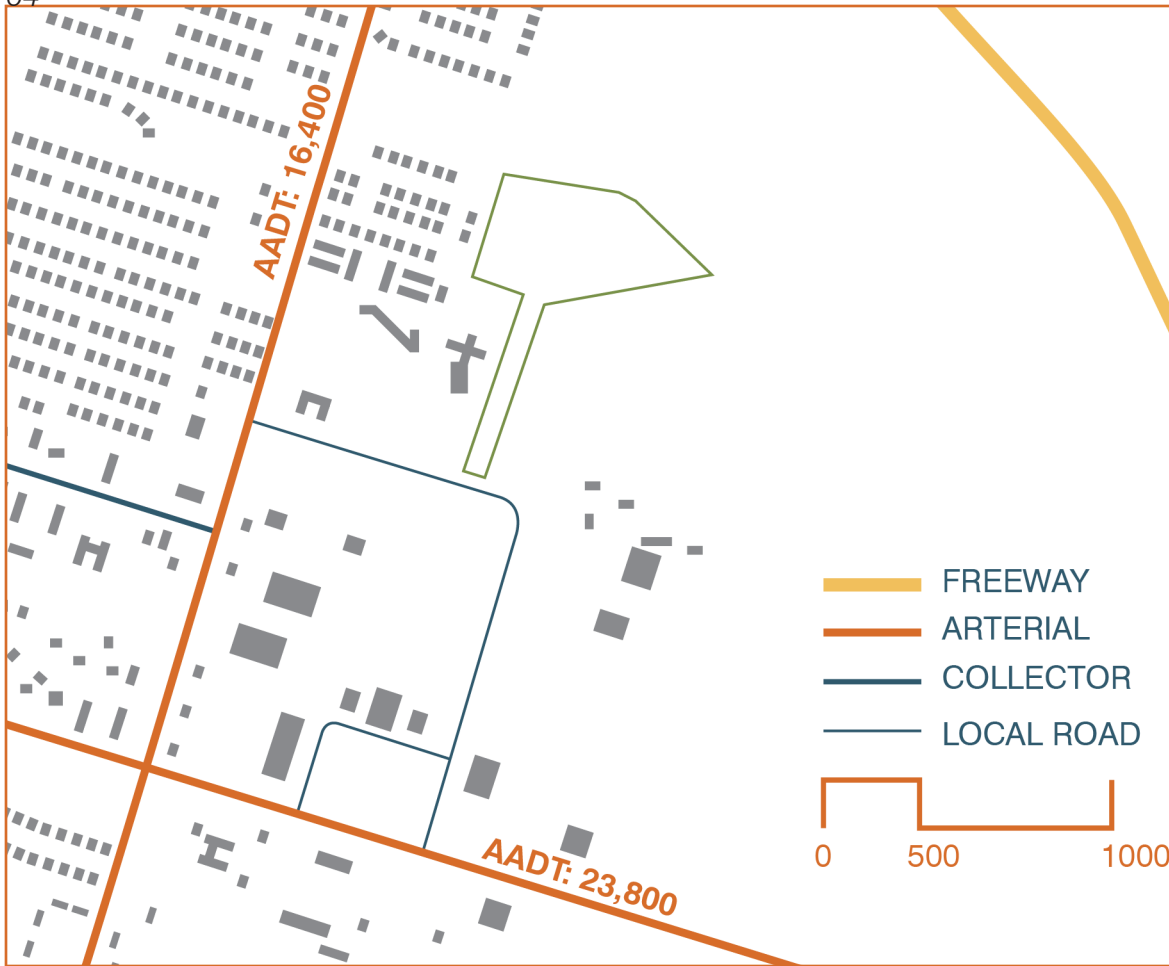 AADT: 16,400
FREEWAY
ARTERIAL
COLLECTOR
LOCAL ROAD
0 500 1000
AADT: 23,800